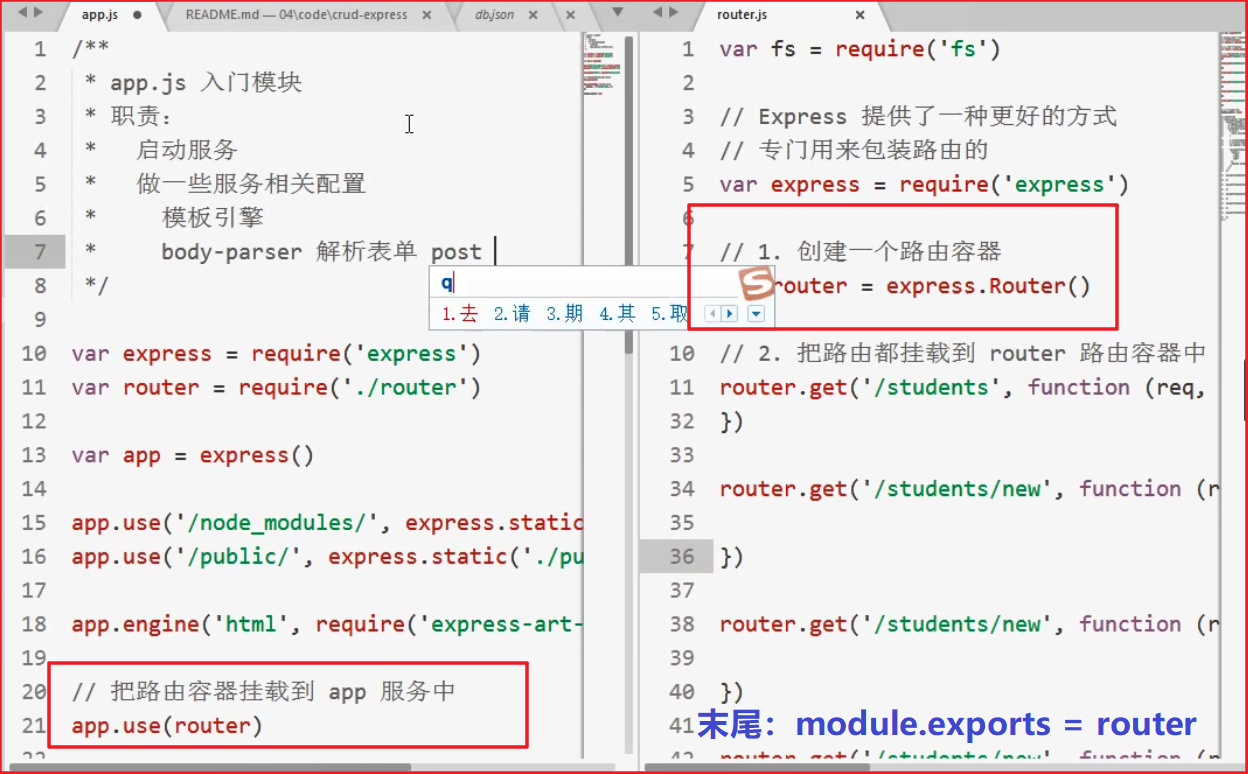 app.js
README.md — 04\code\crud-express
db.json
1 /**
2 * app.js 入门模块
3 * 职责：
4 * 启动服务
5 * 做一些服务相关配置
6 * 模板引擎
7 * body-parser 解析表单 post
8 */
9
10 var express = require('express')
11 var router = require('./router')
12
13 var app = express()
14
15 app.use('/node_modules/', express.static
16 app.use('/public/', express.static('./pu
17
18 app.engine('html', require('express-art-
19
20 // 把路由容器挂载到 app 服务中
21 app.use(router)
q
1.去 2.请 3.期 4.其 5.取
S
router.js
1 var fs = require('fs')
2
3 // Express 提供了一种更好的方式
4 // 专门用来包装路由的
5 var express = require('express')
6
7 // 1. 创建一个路由容器
router = express.Router()
10 // 2. 把路由都挂载到 router 路由容器中
11 router.get('/students', function (req,
32 })
33
34 router.get('/students/new', function (r
35
36 })
37
38 router.get('/students/new', function (r
39
40 })
41
末尾：module.exports = router